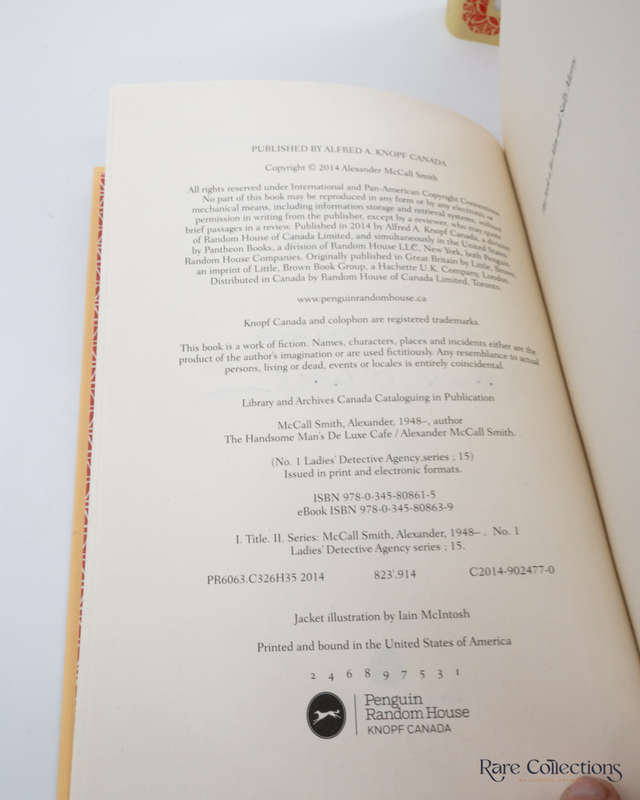 PUBLISHED BY ALFRED A. KNOPF CANADA
Copyright © 2014 Alexander McCall Smith
All rights reserved under International and Pan-American Copyright Conventions.
No part of this book may be reproduced in any form or by any electronic or
mechanical means, including information storage and retrieval systems, without
permission in writing from the publisher, except by a reviewer, who may quote
brief passages in a review. Published in 2014 by Alfred A. Knopf Canada, a division
of Random House of Canada Limited, and simultaneously in the United States
by Pantheon Books, a division of Random House LLC, New York, both Penguin
Random House Companies. Originally published in Great Britain by Little, Brown,
an imprint of Little, Brown Book Group, a Hachette U.K. Company, London.
Distributed in Canada by Random House of Canada Limited, Toronto.
www.penguinrandomhouse.ca
Knopf Canada and colophon are registered trademarks.
This book is a work of fiction. Names, characters, places and incidents either are the
product of the author's imagination or are used fictitiously. Any resemblance to actual
persons, living or dead, events or locales is entirely coincidental.
Library and Archives Canada Cataloguing in Publication
McCall Smith, Alexander, 1948–, author
The Handsome Man's De Luxe Cafe / Alexander McCall Smith.
(No. 1 Ladies' Detective Agency series ; 15)
Issued in print and electronic formats.
ISBN 978-0-345-80861-5
eBook ISBN 978-0-345-80863-9
I. Title. II. Series: McCall Smith, Alexander, 1948– . No. 1
Ladies' Detective Agency series ; 15.
PR6063.C326H35 2014 823'.914 C2014-902477-0
Jacket illustration by Iain McIntosh
Printed and bound in the United States of America
2 4 6 8 9 7 5 3 1
Penguin
Random House
KNOPF CANADA
Rare Collections